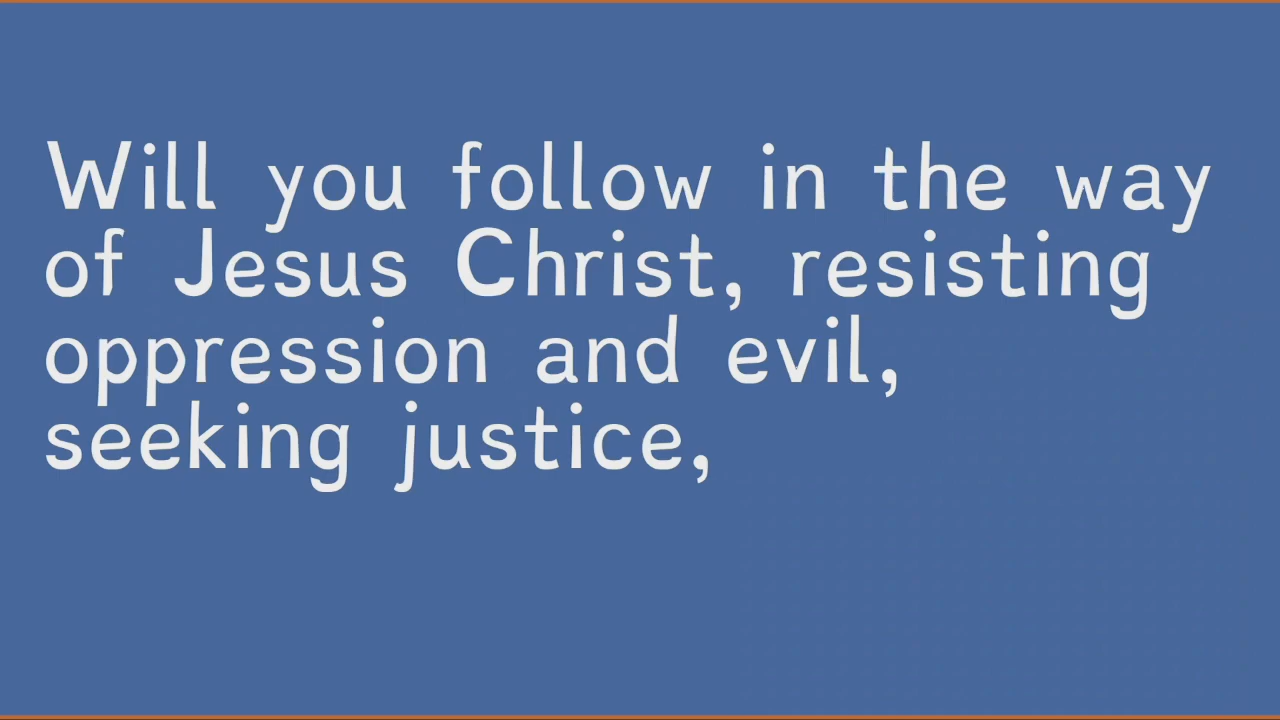 Will you follow in the way
of Jesus Christ, resisting
oppression and evil,
seeking justice,